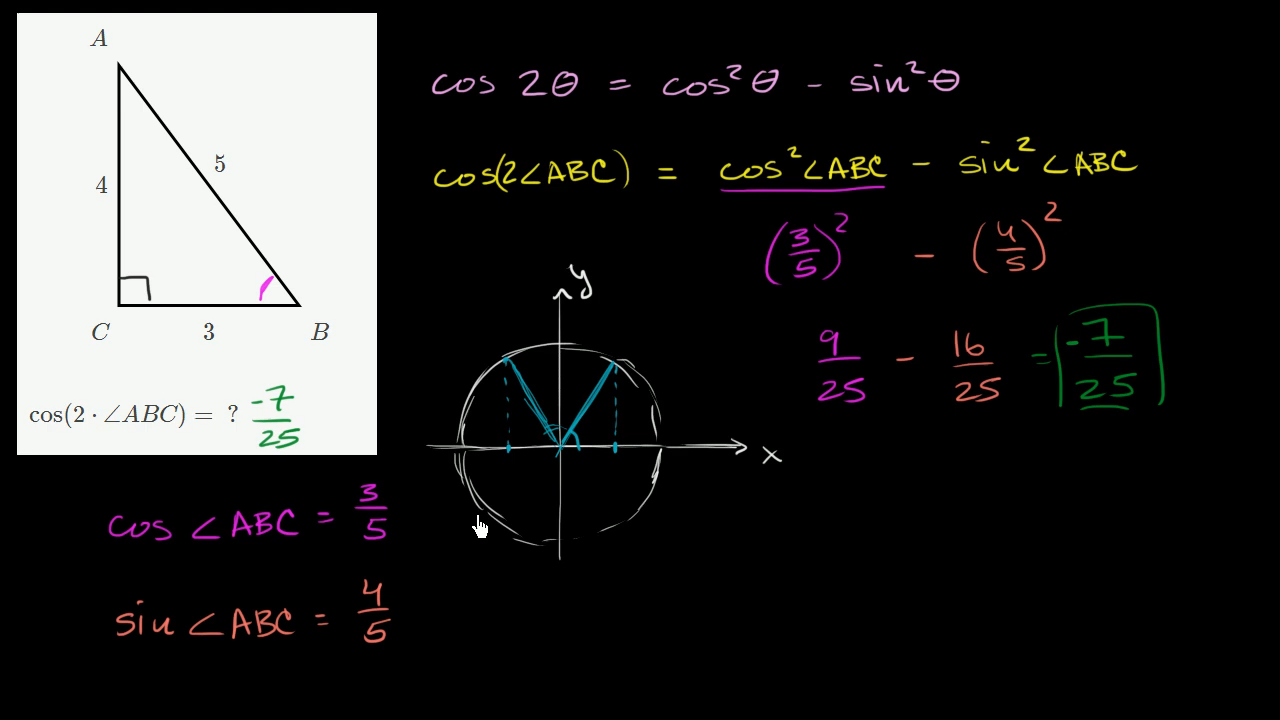 A
5
4
C
3
B
cos(2 · ∠ABC) = ? -7/25
cos 2θ = cos²θ - sin²θ
cos(2∠ABC) = cos²∠ABC - sin²∠ABC
(3/5)² - (4/5)²
9/25 - 16/25 = -7/25
y
x
cos ∠ABC = 3/5
sin ∠ABC = 4/5